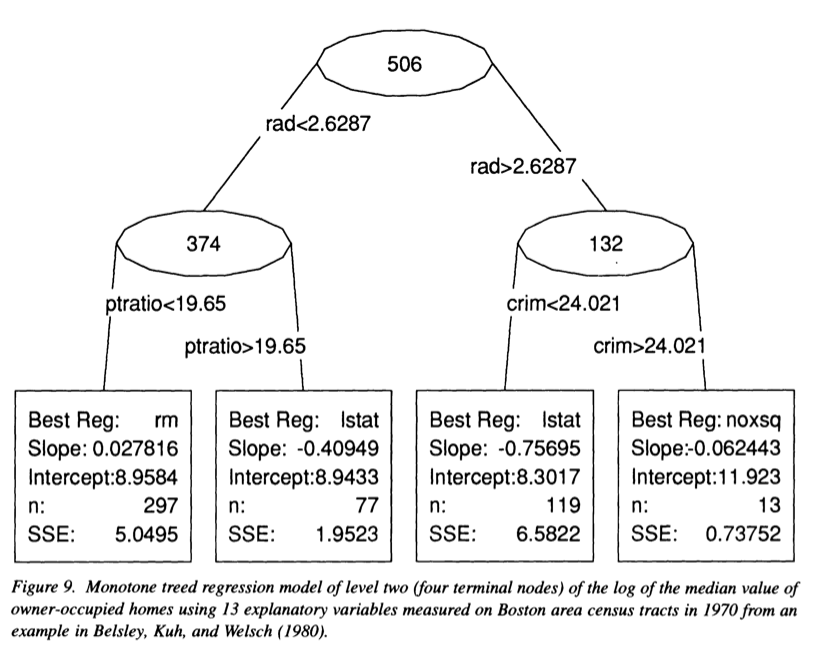 506
rad<2.6287
rad>2.6287
374
132
ptratio<19.65
ptratio>19.65
crim<24.021
crim>24.021
Best Reg: rm
Slope: 0.027816
Intercept:8.9584
n: 297
SSE: 5.0495
Best Reg: lstat
Slope: -0.40949
Intercept:8.9433
n: 77
SSE: 1.9523
Best Reg: lstat
Slope: -0.75695
Intercept:8.3017
n: 119
SSE: 6.5822
Best Reg: noxsq
Slope:-0.062443
Intercept:11.923
n: 13
SSE: 0.73752
Figure 9. Monotone treed regression model of level two (four terminal nodes) of the log of the median value of
owner-occupied homes using 13 explanatory variables measured on Boston area census tracts in 1970 from an
example in Belsley, Kuh, and Welsch (1980).